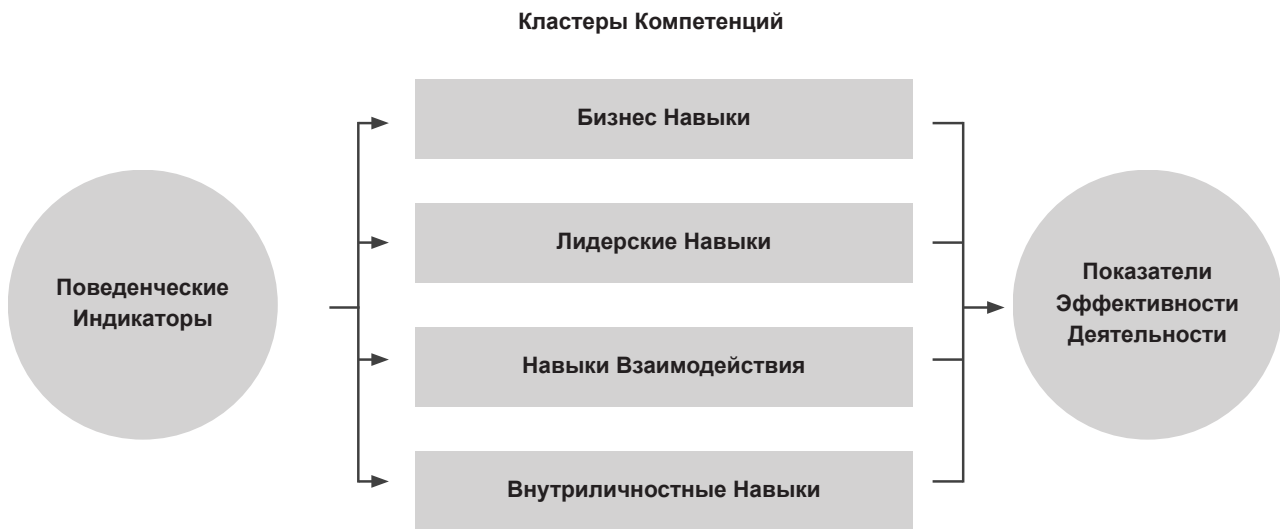 Кластеры Компетенций
Бизнес Навыки
Лидерские Навыки
Поведенческие
Индикаторы
Показатели
Эффективности
Деятельности
Навыки Взаимодействия
Внутриличностные Навыки